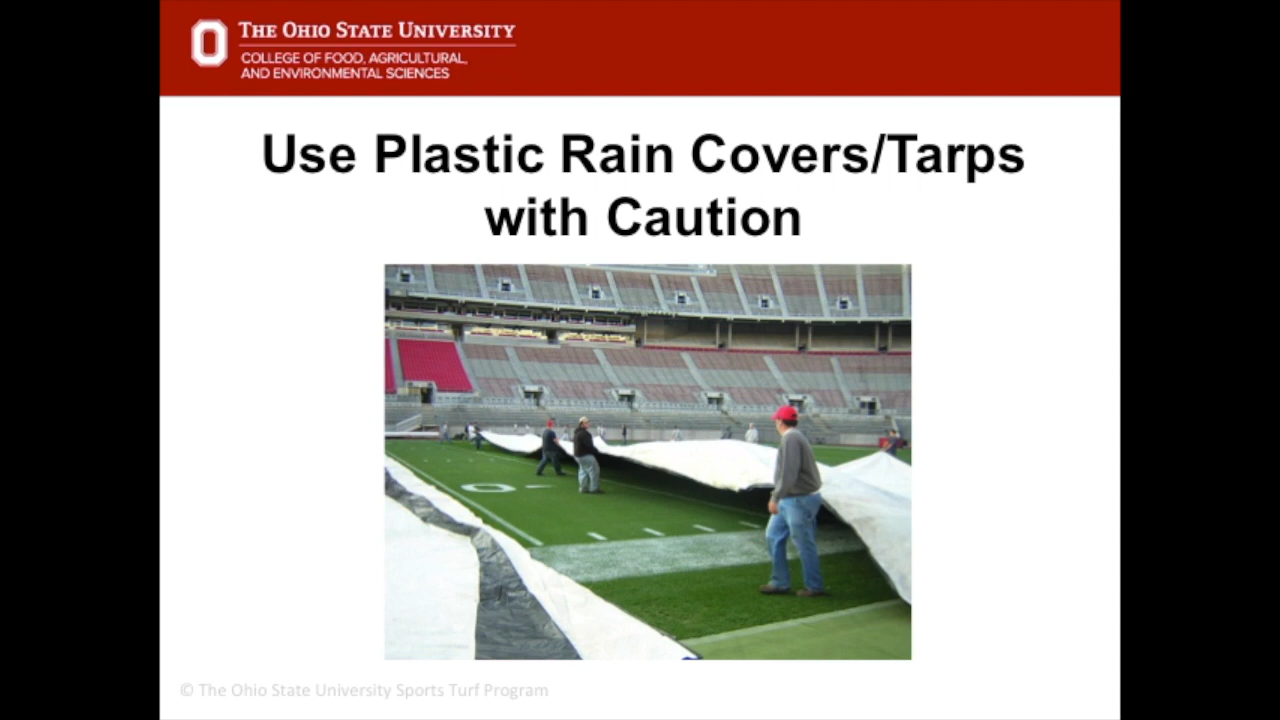 THE OHIO STATE UNIVERSITY
COLLEGE OF FOOD, AGRICULTURAL,
AND ENVIRONMENTAL SCIENCES
Use Plastic Rain Covers/Tarps
with Caution
© The Ohio State University Sports Turf Program